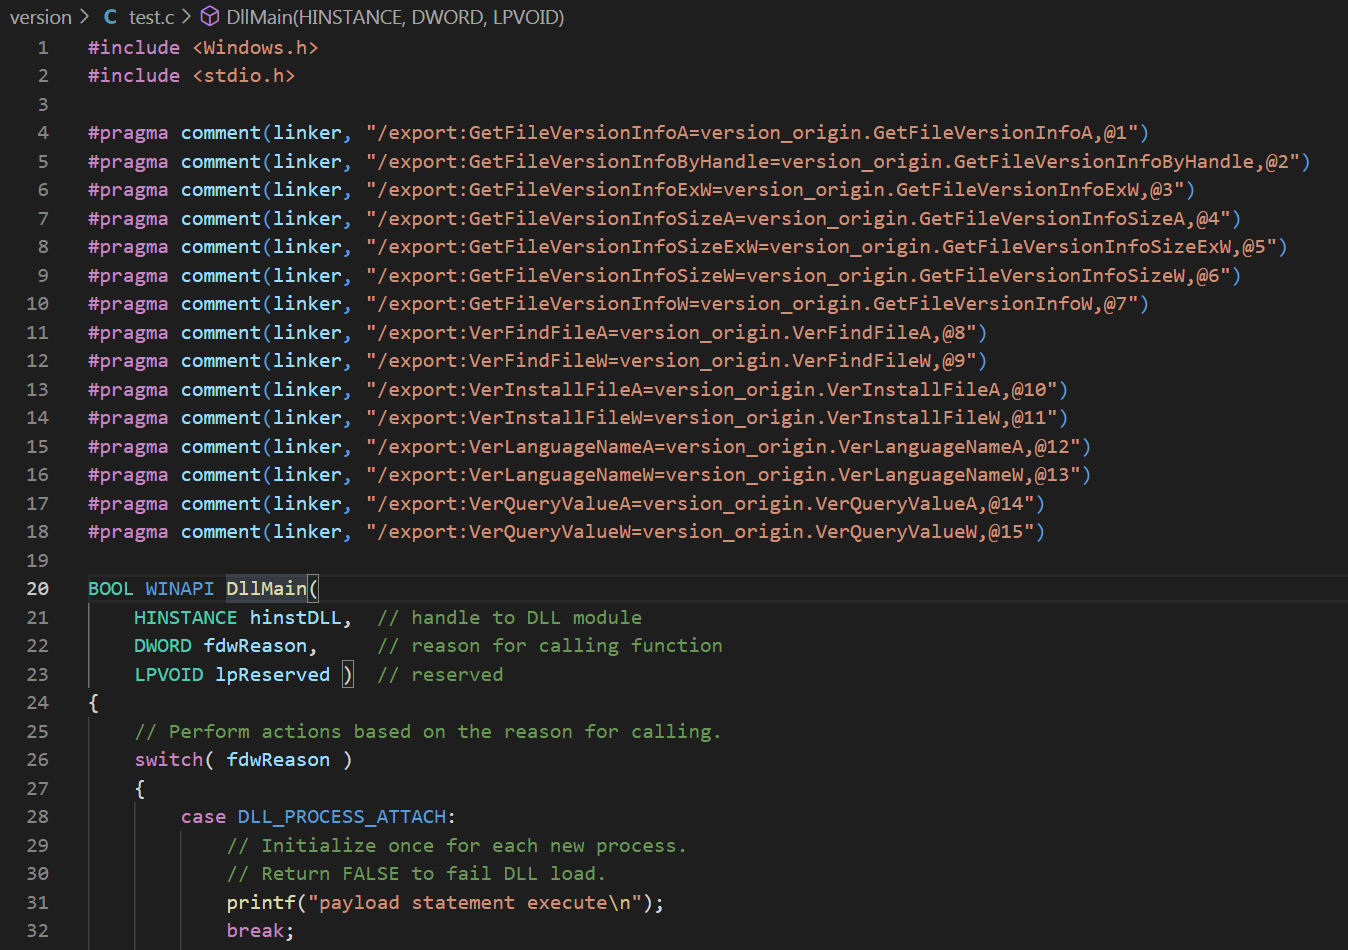 version > C test.c > DllMain(HINSTANCE, DWORD, LPVOID)
1 #include <Windows.h>
2 #include <stdio.h>
3
4 #pragma comment(linker, "/export:GetFileVersionInfoA=version_origin.GetFileVersionInfoA,@1")
5 #pragma comment(linker, "/export:GetFileVersionInfoByHandle=version_origin.GetFileVersionInfoByHandle,@2")
6 #pragma comment(linker, "/export:GetFileVersionInfoExW=version_origin.GetFileVersionInfoExW,@3")
7 #pragma comment(linker, "/export:GetFileVersionInfoSizeA=version_origin.GetFileVersionInfoSizeA,@4")
8 #pragma comment(linker, "/export:GetFileVersionInfoSizeExW=version_origin.GetFileVersionInfoSizeExW,@5")
9 #pragma comment(linker, "/export:GetFileVersionInfoSizeW=version_origin.GetFileVersionInfoSizeW,@6")
10 #pragma comment(linker, "/export:GetFileVersionInfoW=version_origin.GetFileVersionInfoW,@7")
11 #pragma comment(linker, "/export:VerFindFileA=version_origin.VerFindFileA,@8")
12 #pragma comment(linker, "/export:VerFindFileW=version_origin.VerFindFileW,@9")
13 #pragma comment(linker, "/export:VerInstallFileA=version_origin.VerInstallFileA,@10")
14 #pragma comment(linker, "/export:VerInstallFileW=version_origin.VerInstallFileW,@11")
15 #pragma comment(linker, "/export:VerLanguageNameA=version_origin.VerLanguageNameA,@12")
16 #pragma comment(linker, "/export:VerLanguageNameW=version_origin.VerLanguageNameW,@13")
17 #pragma comment(linker, "/export:VerQueryValueA=version_origin.VerQueryValueA,@14")
18 #pragma comment(linker, "/export:VerQueryValueW=version_origin.VerQueryValueW,@15")
19
20 BOOL WINAPI DllMain(
21     HINSTANCE hinstDLL,  // handle to DLL module
22     DWORD fdwReason,     // reason for calling function
23     LPVOID lpReserved )  // reserved
24 {
25     // Perform actions based on the reason for calling.
26     switch( fdwReason )
27     {
28         case DLL_PROCESS_ATTACH:
29             // Initialize once for each new process.
30             // Return FALSE to fail DLL load.
31             printf("payload statement execute\n");
32             break;